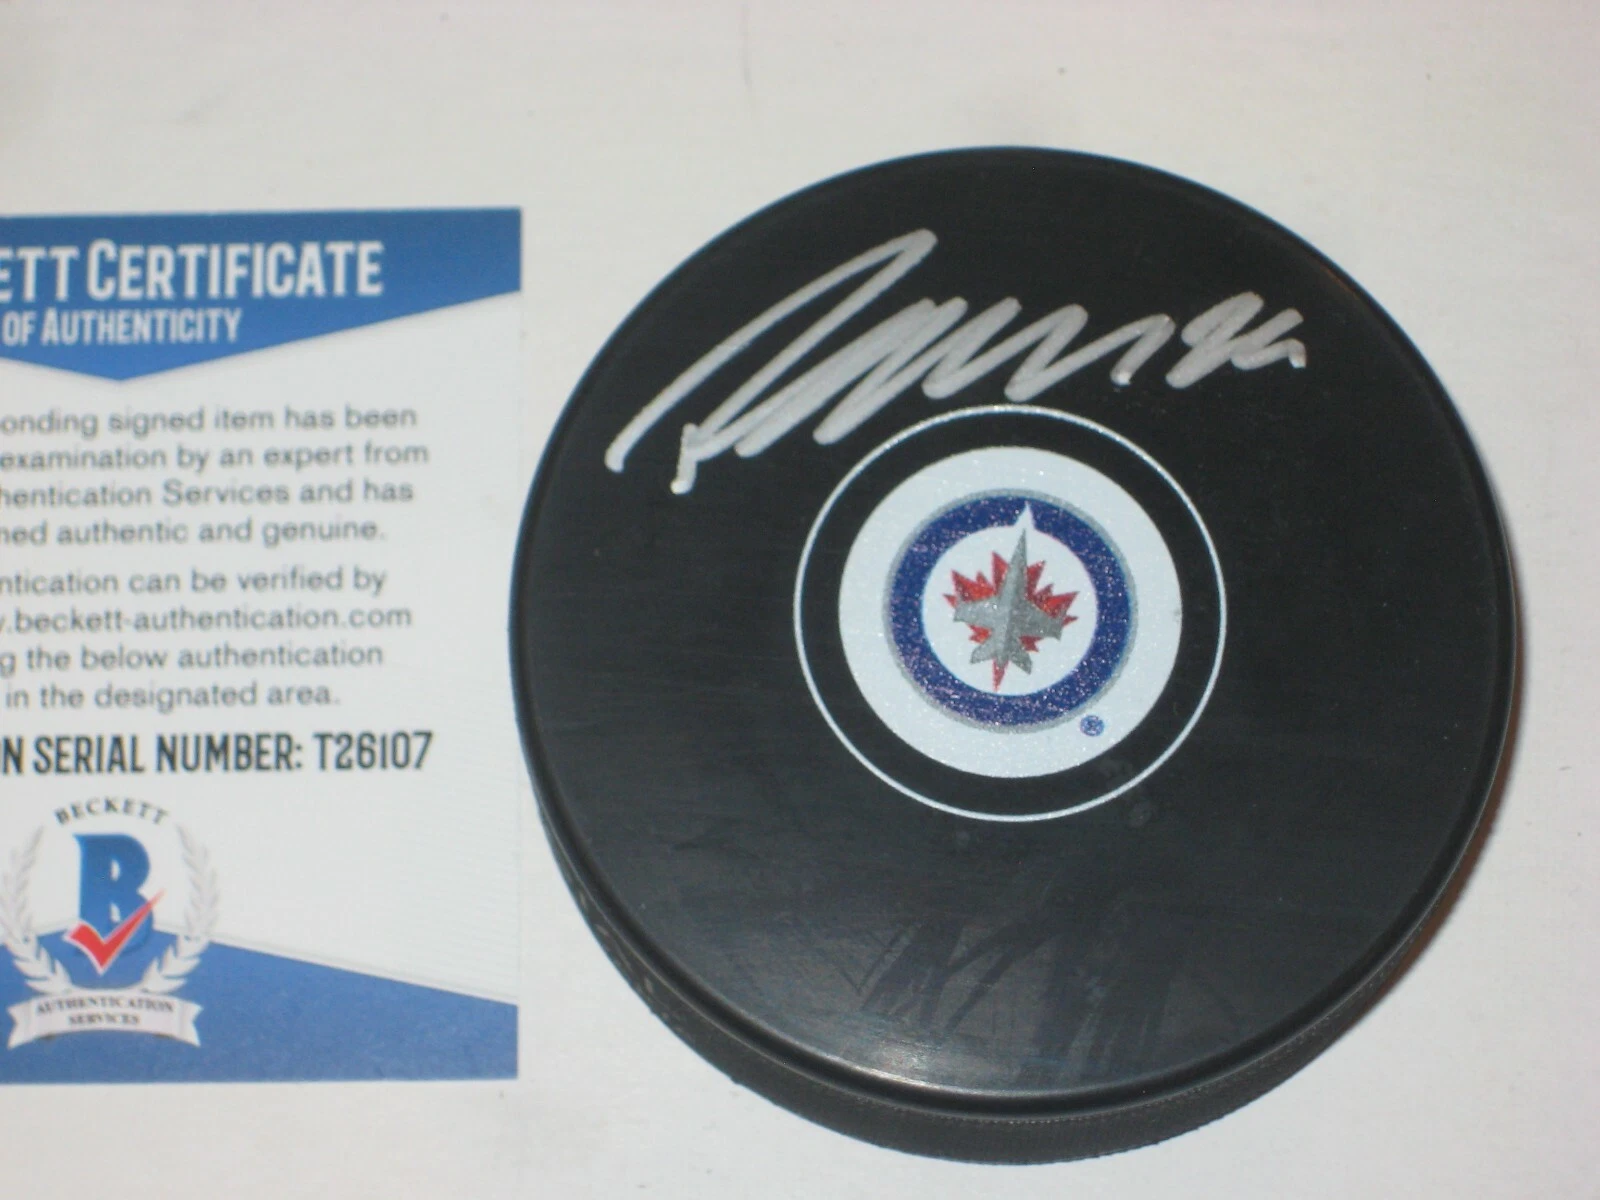 ETT CERTIFICATE
OF AUTHENTICITY
onding signed item has been
examination by an expert from
hentication Services and has
ned authentic and genuine.
ntication can be verified by
.beckett-authentication.com
g the below authentication
in the designated area.
N SERIAL NUMBER: T26107
BECKETT
B
AUTHENTICATION
SERVICES